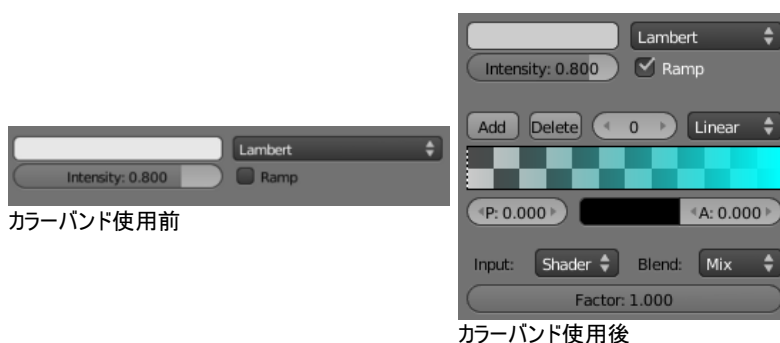 Lambert
Intensity: 0.800
Ramp
カラーバンド使用前
Lambert
Intensity: 0.800
Ramp
Add
Delete
0
Linear
P: 0.000
A: 0.000
Input:
Shader
Blend:
Mix
Factor: 1.000
カラーバンド使用後